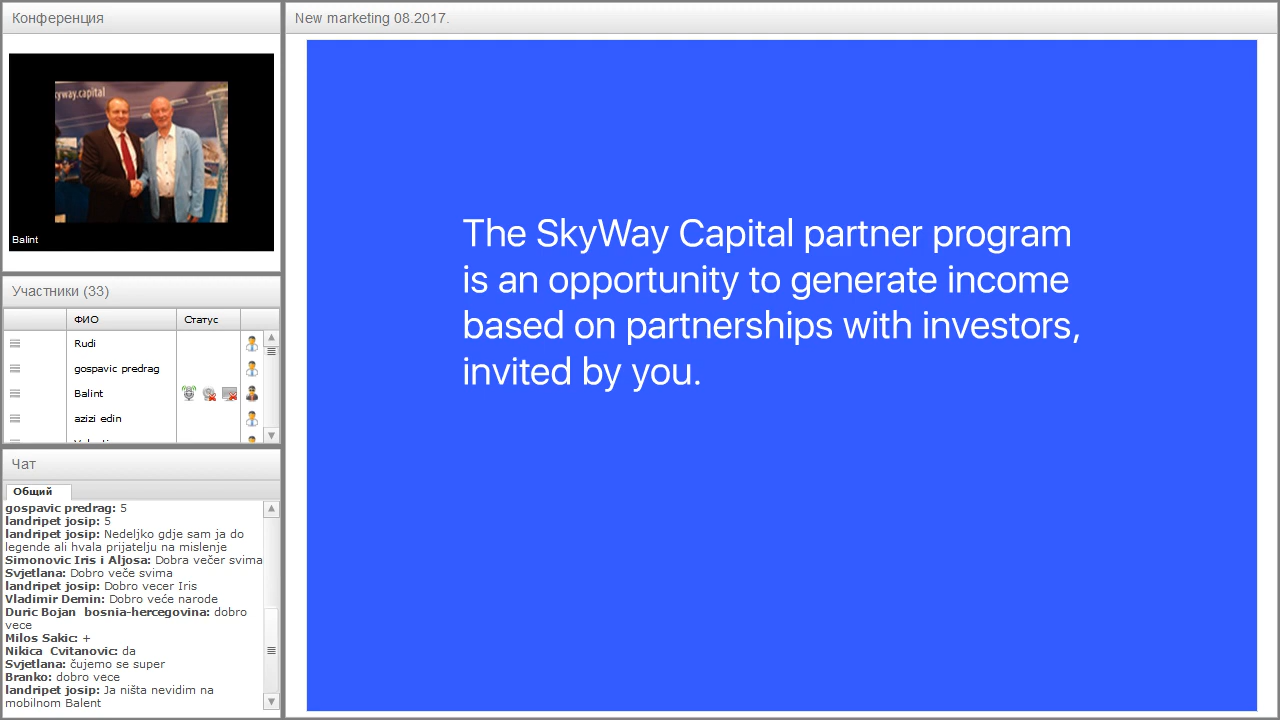 Конференция
New marketing 08.2017.
kyway.capital
Balint
The SkyWay Capital partner program
is an opportunity to generate income
based on partnerships with investors,
invited by you.
Участники (33)
ФИО Статус
Rudi
gospavic predrag
Balint
azizi edin
Чат
Общий
gospavic predrag: 5
landripet josip: 5
landripet josip: Nedeljko gdje sam ja do
legende ali hvala prijatelju na mislenje
Simonovic Iris i Aljosa: Dobra večer svima
Svjetlana: Dobro veče svima
landripet josip: Dobro vecer Iris
Vladimir Demin: Dobro veće narode
Duric Bojan bosnia-hercegovina: dobro
vece
Milos Sakic: +
Nikica Cvitanovic: da
Svjetlana: čujemo se super
Branko: dobro vece
landripet josip: Ja ništa nevidim na
mobilnom Balent